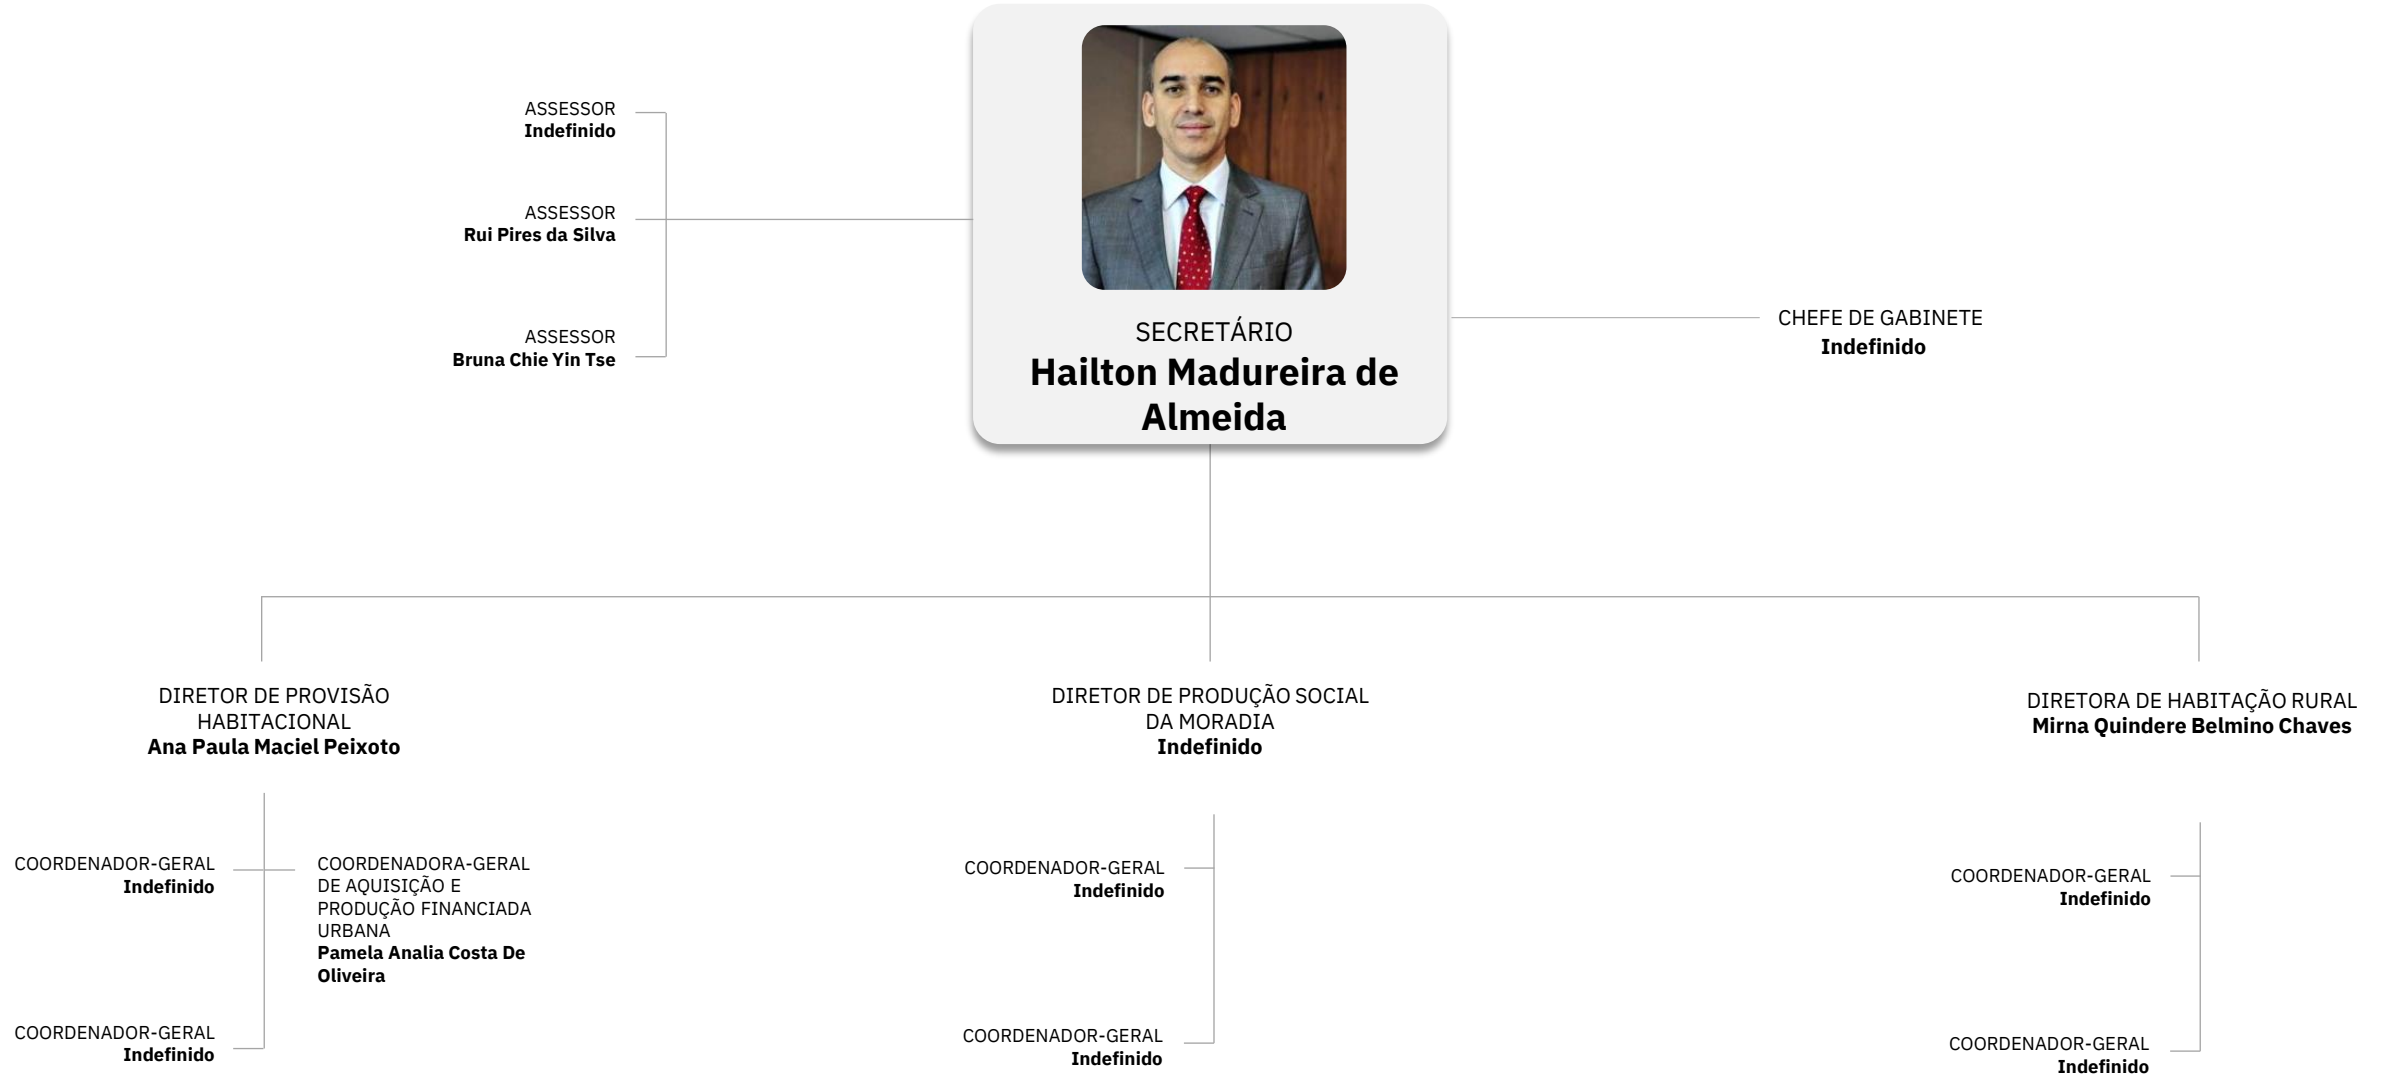 ASSESSOR
Indefinido
ASSESSOR
Rui Pires da Silva
ASSESSOR
Bruna Chie Yin Tse
SECRETÁRIO
Hailton Madureira de
Almeida
CHEFE DE GABINETE
Indefinido
DIRETOR DE PROVISÃO
HABITACIONAL
Ana Paula Maciel Peixoto
COORDENADOR-GERAL
Indefinido
COORDENADORA-GERAL
DE AQUISIÇÃO E
PRODUÇÃO FINANCIADA
URBANA
Pamela Analia Costa De
Oliveira
COORDENADOR-GERAL
Indefinido
DIRETOR DE PRODUÇÃO SOCIAL
DA MORADIA
Indefinido
COORDENADOR-GERAL
Indefinido
COORDENADOR-GERAL
Indefinido
DIRETORA DE HABITAÇÃO RURAL
Mirna Quindere Belmino Chaves
COORDENADOR-GERAL
Indefinido
COORDENADOR-GERAL
Indefinido